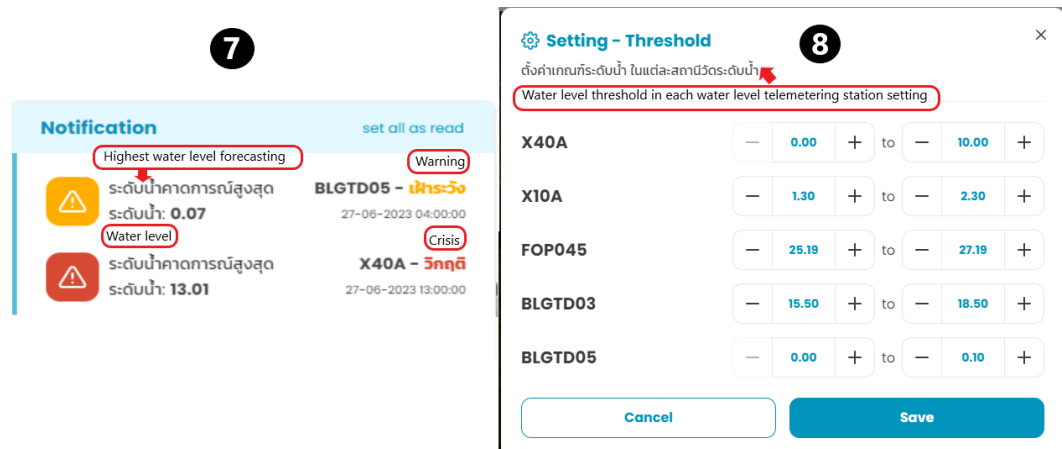 7
Notification
set all as read
Highest water level forecasting
Warning
ระดับน้ำคาดการณ์สูงสุด
BLGTD05 - เฝ้าระวัง
ระดับน้ำ: 0.07
27-06-2023 04:00:00
Water level
Crisis
ระดับน้ำคาดการณ์สูงสุด
X40A - วิกฤติ
ระดับน้ำ: 13.01
27-06-2023 13:00:00
8
Setting - Threshold
ตั้งค่าเกณฑ์ระดับน้ำ ในแต่ละสถานีวัดระดับน้ำ
Water level threshold in each water level telemetering station setting
X40A — 0.00 + to — 10.00 +
X10A — 1.30 + to — 2.30 +
FOP045 — 25.19 + to — 27.19 +
BLGTD03 — 15.50 + to — 18.50 +
BLGTD05 — 0.00 + to — 0.10 +
Cancel
Save